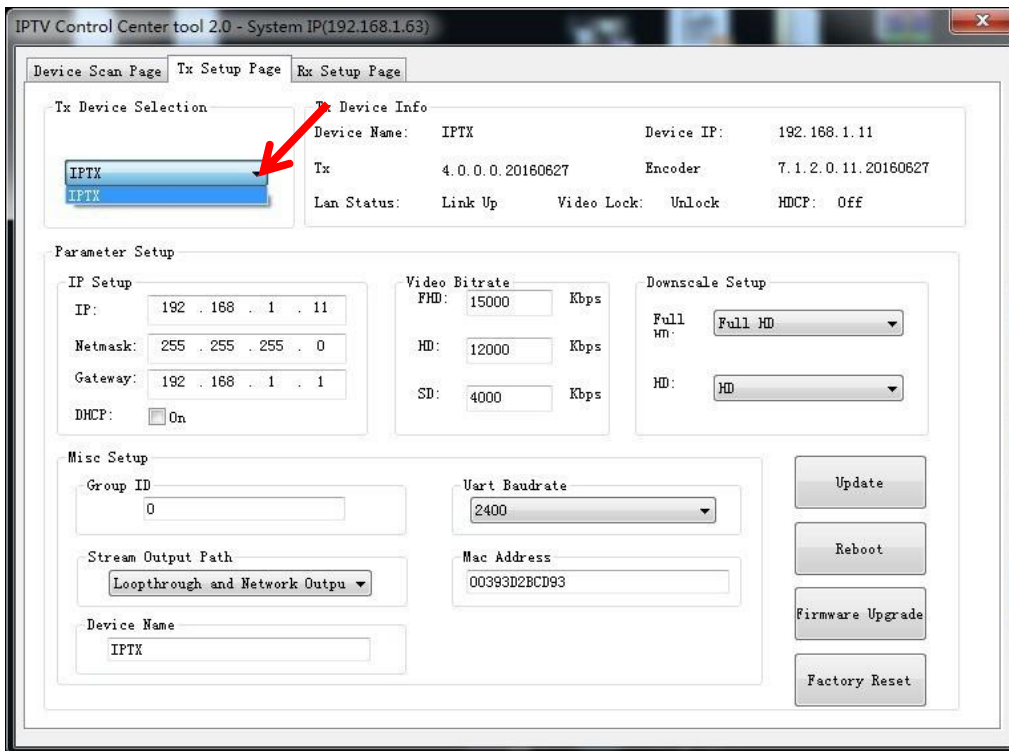 IPTV Control Center tool 2.0 - System IP(192.168.1.63)
Device Scan Page Tx Setup Page Rx Setup Page
Tx Device Selection
IPTX
IPTX
Tx Device Info
Device Name: IPTX Device IP: 192.168.1.11
Tx 4.0.0.0.20160627 Encoder 7.1.2.0.11.20160627
Lan Status: Link Up Video Lock: Unlock HDCP: Off
Parameter Setup
IP Setup
IP: 192 . 168 . 1 . 11
Netmask: 255 . 255 . 255 . 0
Gateway: 192 . 168 . 1 . 1
DHCP: On
Video Bitrate
FHD: 15000 Kbps
HD: 12000 Kbps
SD: 4000 Kbps
Downscale Setup
Full HD: Full HD
HD: HD
Misc Setup
Group ID
0
Uart Baudrate
2400
Stream Output Path
Loopthrough and Network Outpu
Mac Address
00393D2BCD93
Device Name
IPTX
Update
Reboot
Firmware Upgrade
Factory Reset